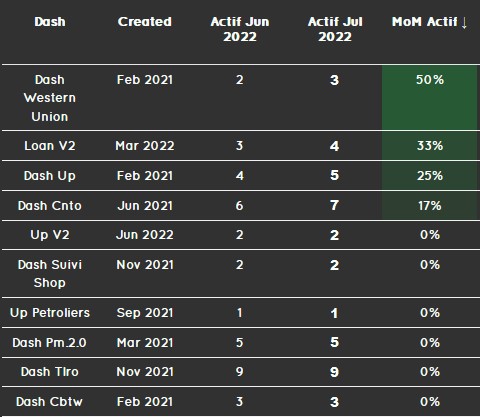 Dash Created Actif Jun 2022 Actif Jul 2022 MoM Actif ↓
Dash Western Union Feb 2021 2 3 50%
Loan V2 Mar 2022 3 4 33%
Dash Up Feb 2021 4 5 25%
Dash Cnto Jun 2021 6 7 17%
Up V2 Jun 2022 2 2 0%
Dash Suivi Shop Nov 2021 2 2 0%
Up Petroliers Sep 2021 1 1 0%
Dash Pm.2.0 Mar 2021 5 5 0%
Dash Tlro Nov 2021 9 9 0%
Dash Cbtw Feb 2021 3 3 0%